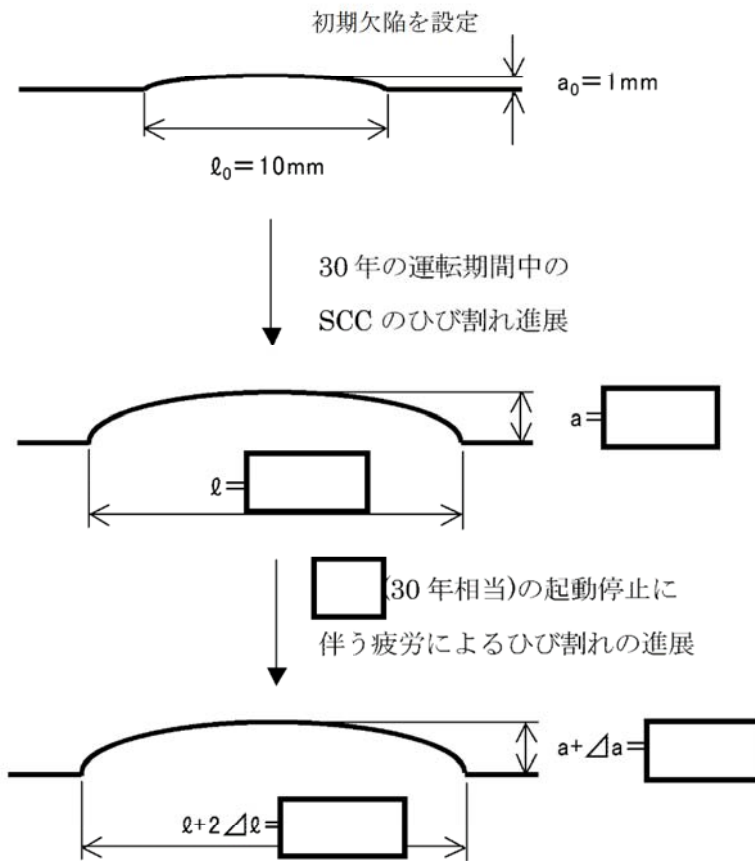 初期欠陥を設定
a₀=1mm
ℓ₀=10mm
30年の運転期間中の
SCCのひび割れ進展
a=
ℓ=
(30年相当)の起動停止に
伴う疲労によるひび割れの進展
a+⊿a=
ℓ+2⊿ℓ=